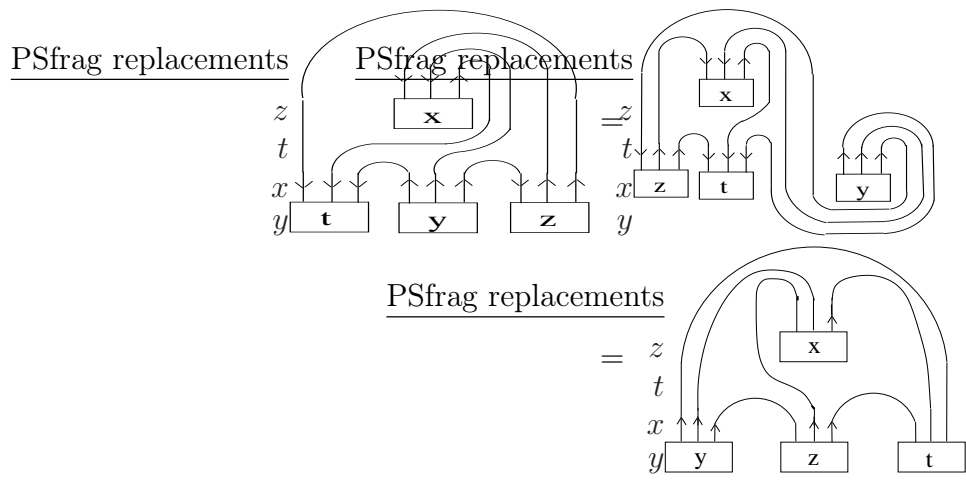 PSfrag replacements
z
t
x
y
x
t
y
z
=
PSfrag replacements
z
t
x
y
x
z
t
y
=
PSfrag replacements
z
t
x
y
x
y
z
t